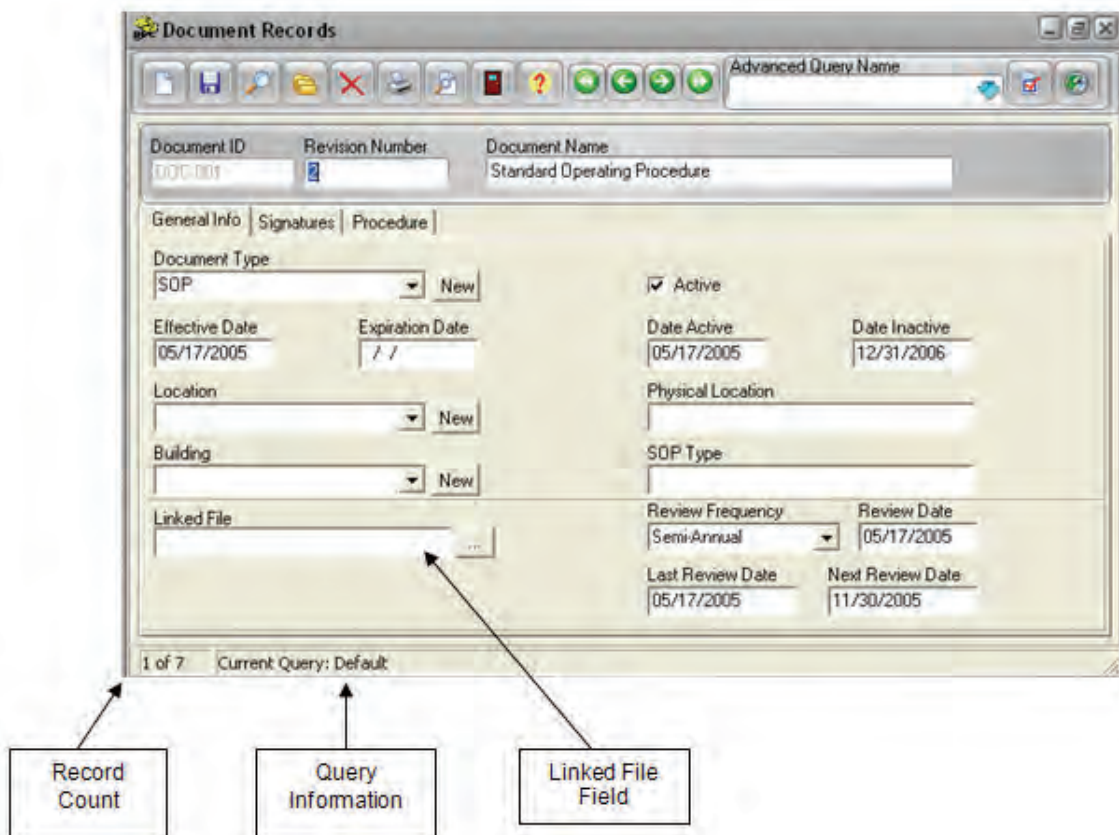 Document Records
Advanced Query Name
Document ID Revision Number Document Name
DOC-001 2 Standard Operating Procedure
General Info Signatures Procedure
Document Type
SOP New Active
Effective Date Expiration Date Date Active Date Inactive
05/17/2005 / / 05/17/2005 12/31/2006
Location Physical Location
New
Building SOP Type
New
Linked File Review Frequency Review Date
... Semi-Annual 05/17/2005
Last Review Date Next Review Date
05/17/2005 11/30/2005
1 of 7 Current Query: Default
Record Count
Query Information
Linked File Field